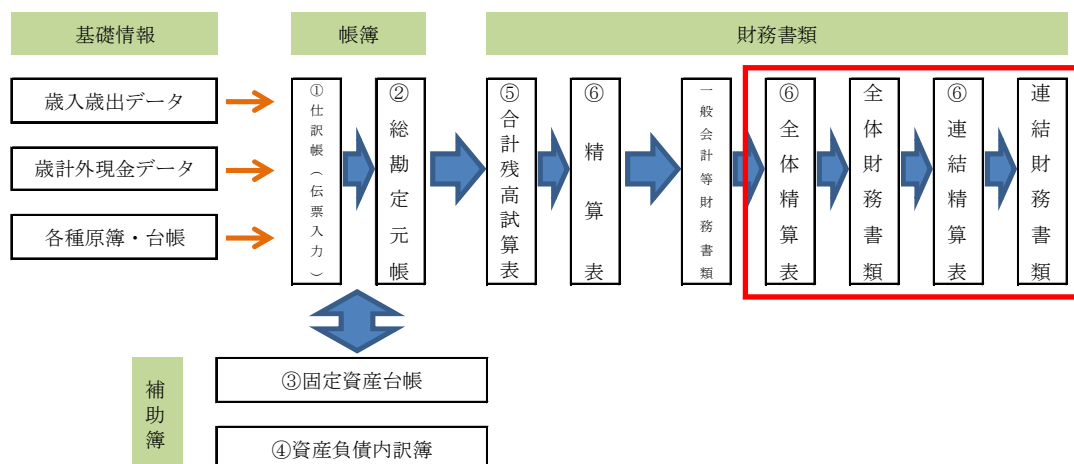 基礎情報
帳簿
財務書類
歳入歳出データ
歳計外現金データ
各種原簿・台帳
①仕訳帳（伝票入力）
②総勘定元帳
⑤合計残高試算表
⑥精算表
一般会計等財務書類
⑥全体精算表
全体財務書類
⑥連結精算表
連結財務書類
補助簿
③固定資産台帳
④資産負債内訳簿